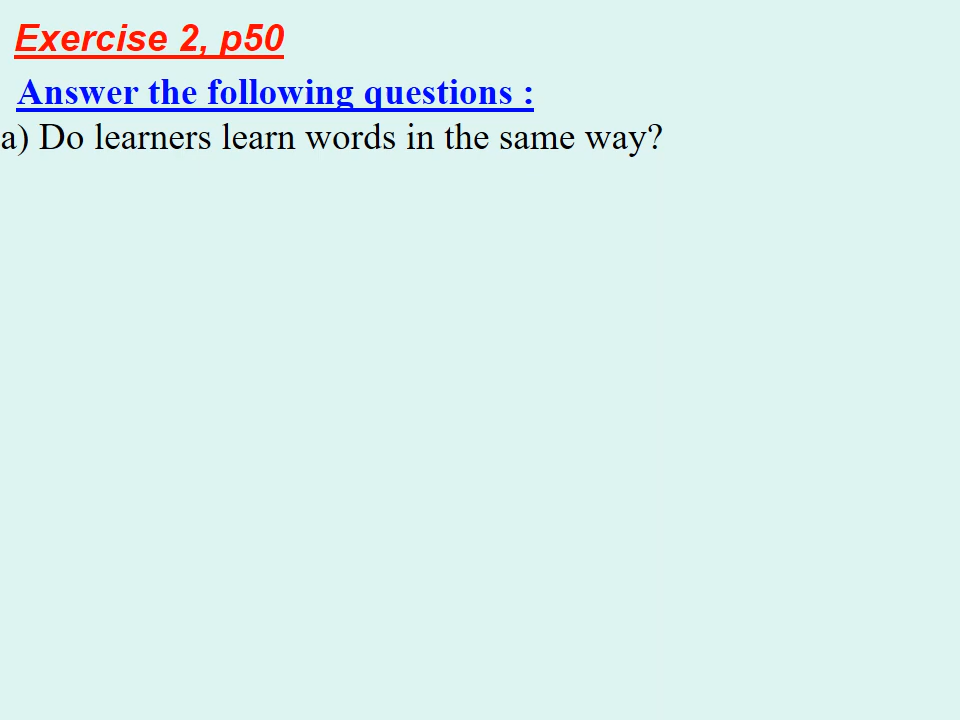 Exercise 2, p50
Answer the following questions :
a) Do learners learn words in the same way?